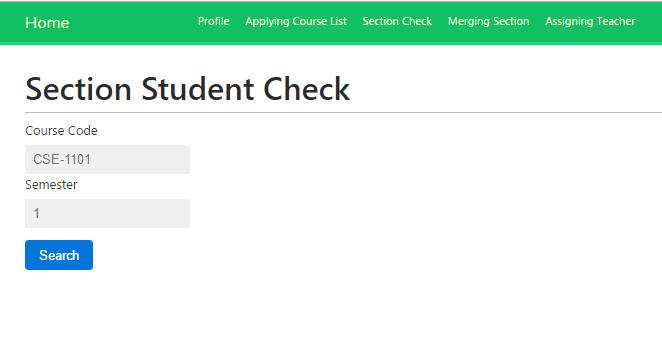 Home Profile Applying Course List Section Check Merging Section Assigning Teacher
Section Student Check
Course Code
CSE-1101
Semester
1
Search